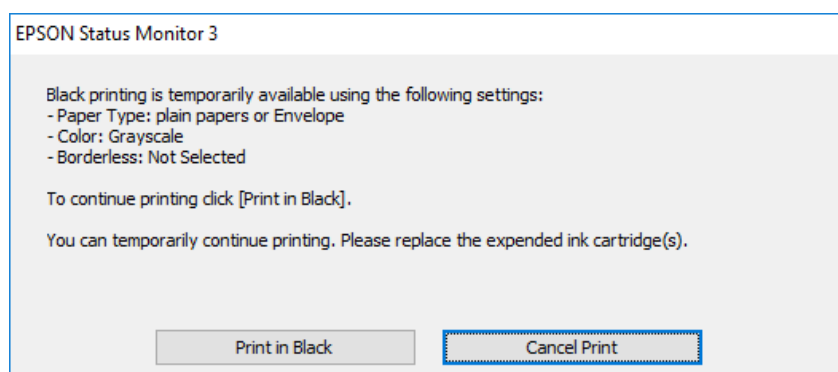 EPSON Status Monitor 3
Black printing is temporarily available using the following settings:
- Paper Type: plain papers or Envelope
- Color: Grayscale
- Borderless: Not Selected
To continue printing click [Print in Black].
You can temporarily continue printing. Please replace the expended ink cartridge(s).
Print in Black
Cancel Print